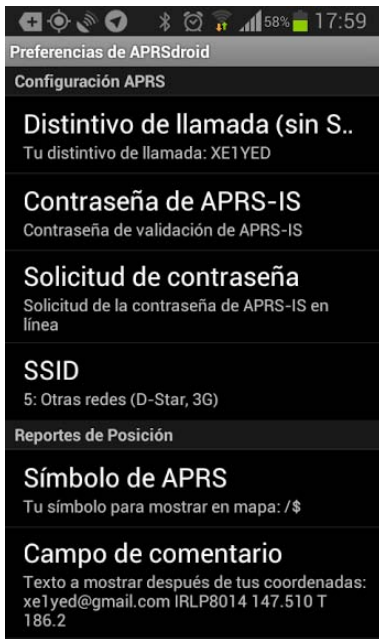 58% 17:59
Preferencias de APRSdroid
Configuración APRS
Distintivo de llamada (sin S..
Tu distintivo de llamada: XE1YED
Contraseña de APRS-IS
Contraseña de validación de APRS-IS
Solicitud de contraseña
Solicitud de la contraseña de APRS-IS en
línea
SSID
5: Otras redes (D-Star, 3G)
Reportes de Posición
Símbolo de APRS
Tu símbolo para mostrar en mapa: /$
Campo de comentario
Texto a mostrar después de tus coordenadas:
xe1yed@gmail.com IRLP8014 147.510 T
186.2